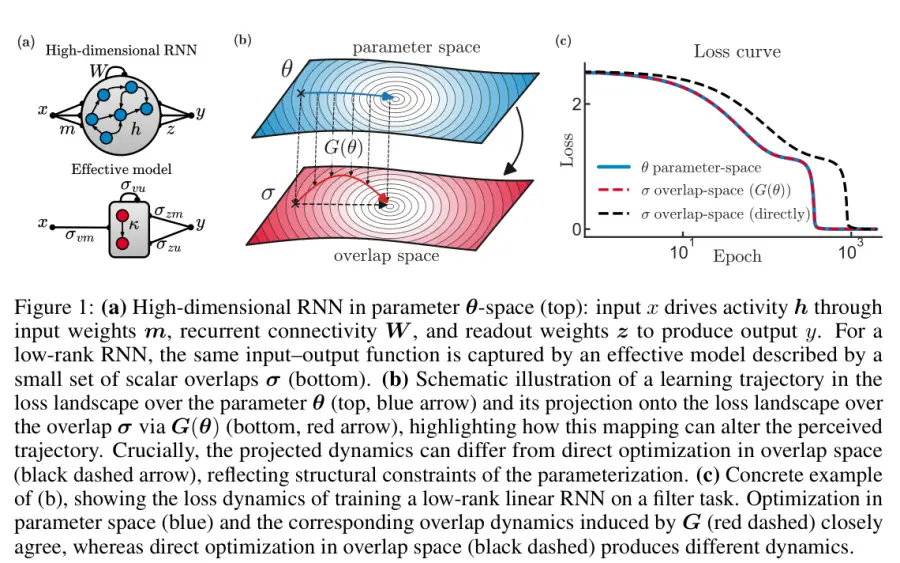 (a)
High-dimensional RNN
W
x
m
h
z
y
Effective model
σvu
κ
σzm
x
σvm
σzu
y
(b)
parameter space
θ
G(θ)
σ
overlap space
(c)
Loss curve
Loss
2
0
θ parameter-space
σ overlap-space (G(θ))
σ overlap-space (directly)
10¹
10³
Epoch
Figure 1: (a) High-dimensional RNN in parameter θ-space (top): input x drives activity h through
input weights m, recurrent connectivity W, and readout weights z to produce output y. For a
low-rank RNN, the same input–output function is captured by an effective model described by a
small set of scalar overlaps σ (bottom). (b) Schematic illustration of a learning trajectory in the
loss landscape over the parameter θ (top, blue arrow) and its projection onto the loss landscape over
the overlap σ via G(θ) (bottom, red arrow), highlighting how this mapping can alter the perceived
trajectory. Crucially, the projected dynamics can differ from direct optimization in overlap space
(black dashed arrow), reflecting structural constraints of the parameterization. (c) Concrete example
of (b), showing the loss dynamics of training a low-rank linear RNN on a filter task. Optimization in
parameter space (blue) and the corresponding overlap dynamics induced by G (red dashed) closely
agree, whereas direct optimization in overlap space (black dashed) produces different dynamics.